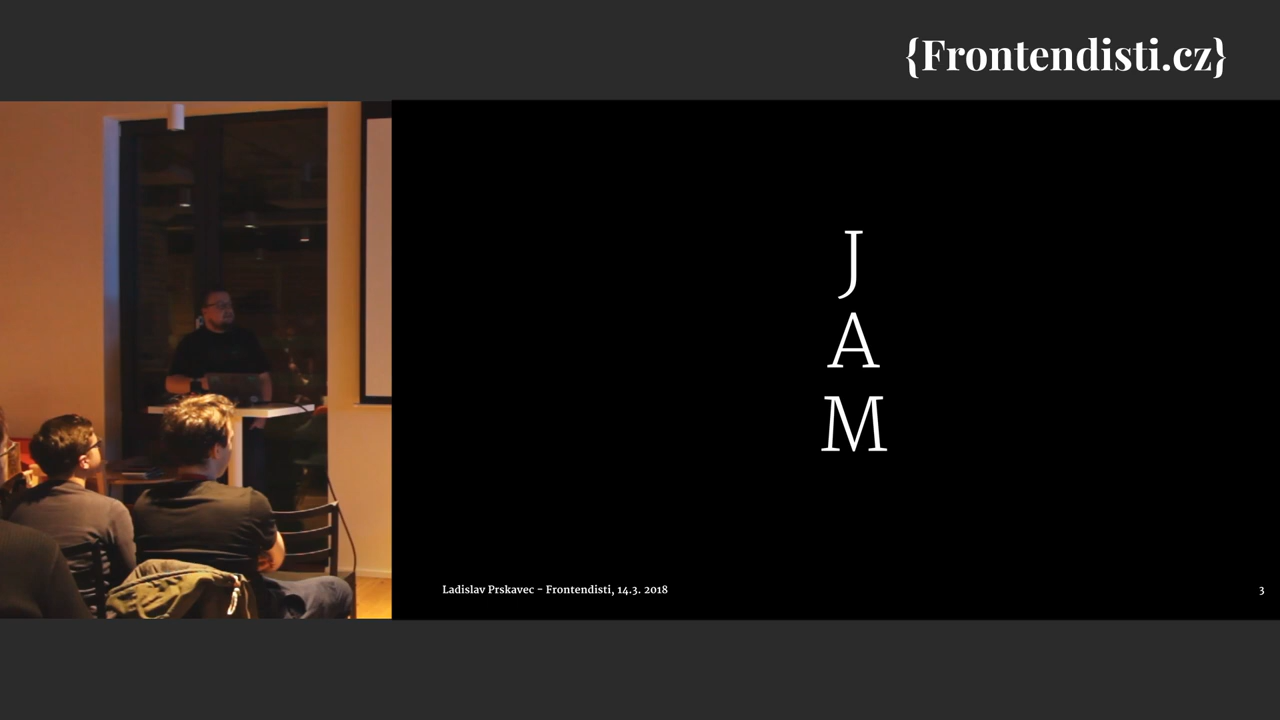 {Frontendisti.cz}
J
A
M
Ladislav Prskavec - Frontendisti, 14.3. 2018
3